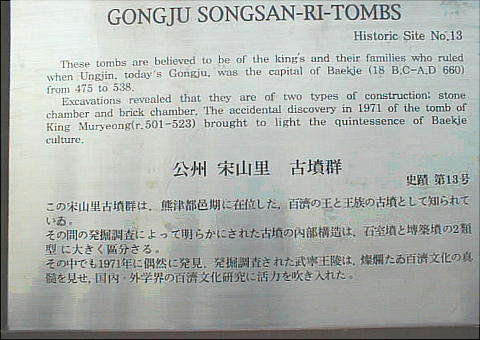 GONGJU SONGSAN-RI-TOMBS
Historic Site No,13
These tombs are believed to be of the king's and their families who ruled
when Ungjin, today's Gongju, was the capital of Baekje (18 B,C-A,D 660)
from 475 to 538.
Excavations revealed that they are of two types of construction: stone
chamber and brick chamber. The accidental discovery in 1971 of the tomb of
King Muryeong(r. 501-523) brought to light the quintessence of Baekje
culture.
公州 宋山里 古墳群
史蹟 第13号
この宋山里古墳群は、熊津都邑期に在位した, 百濟の王と王族の古墳として知られて
いゐ。
その間の発掘調査によって明らかにされた古墳の内部構造は, 石室墳と塼築墳の2類
型 に大きく區分さる。
その中でも1971年に偶然に発見, 発掘調査された武寧王陵は, 燦爛たゐ百濟文化の真
髓を見せ, 国内・外学界の百濟文化研究に活力を吹き入れた。